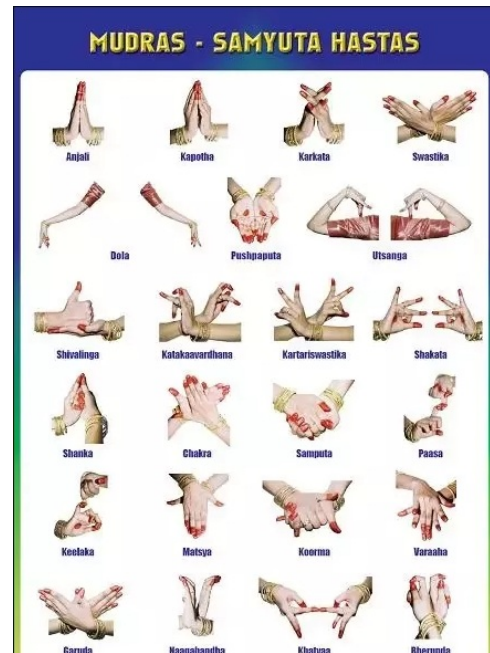 MUDRAS - SAMYUTA HASTAS
Anjali Kapotha Karkata Swastika
Dola Pushpaputa Utsanga
Shivalinga Katakaavardhana Kartariswastika Shakata
Shanka Chakra Samputa Paasa
Keelaka Matsya Koorma Varaaha
Garuda Naagabandha Khatvaa Bherunda